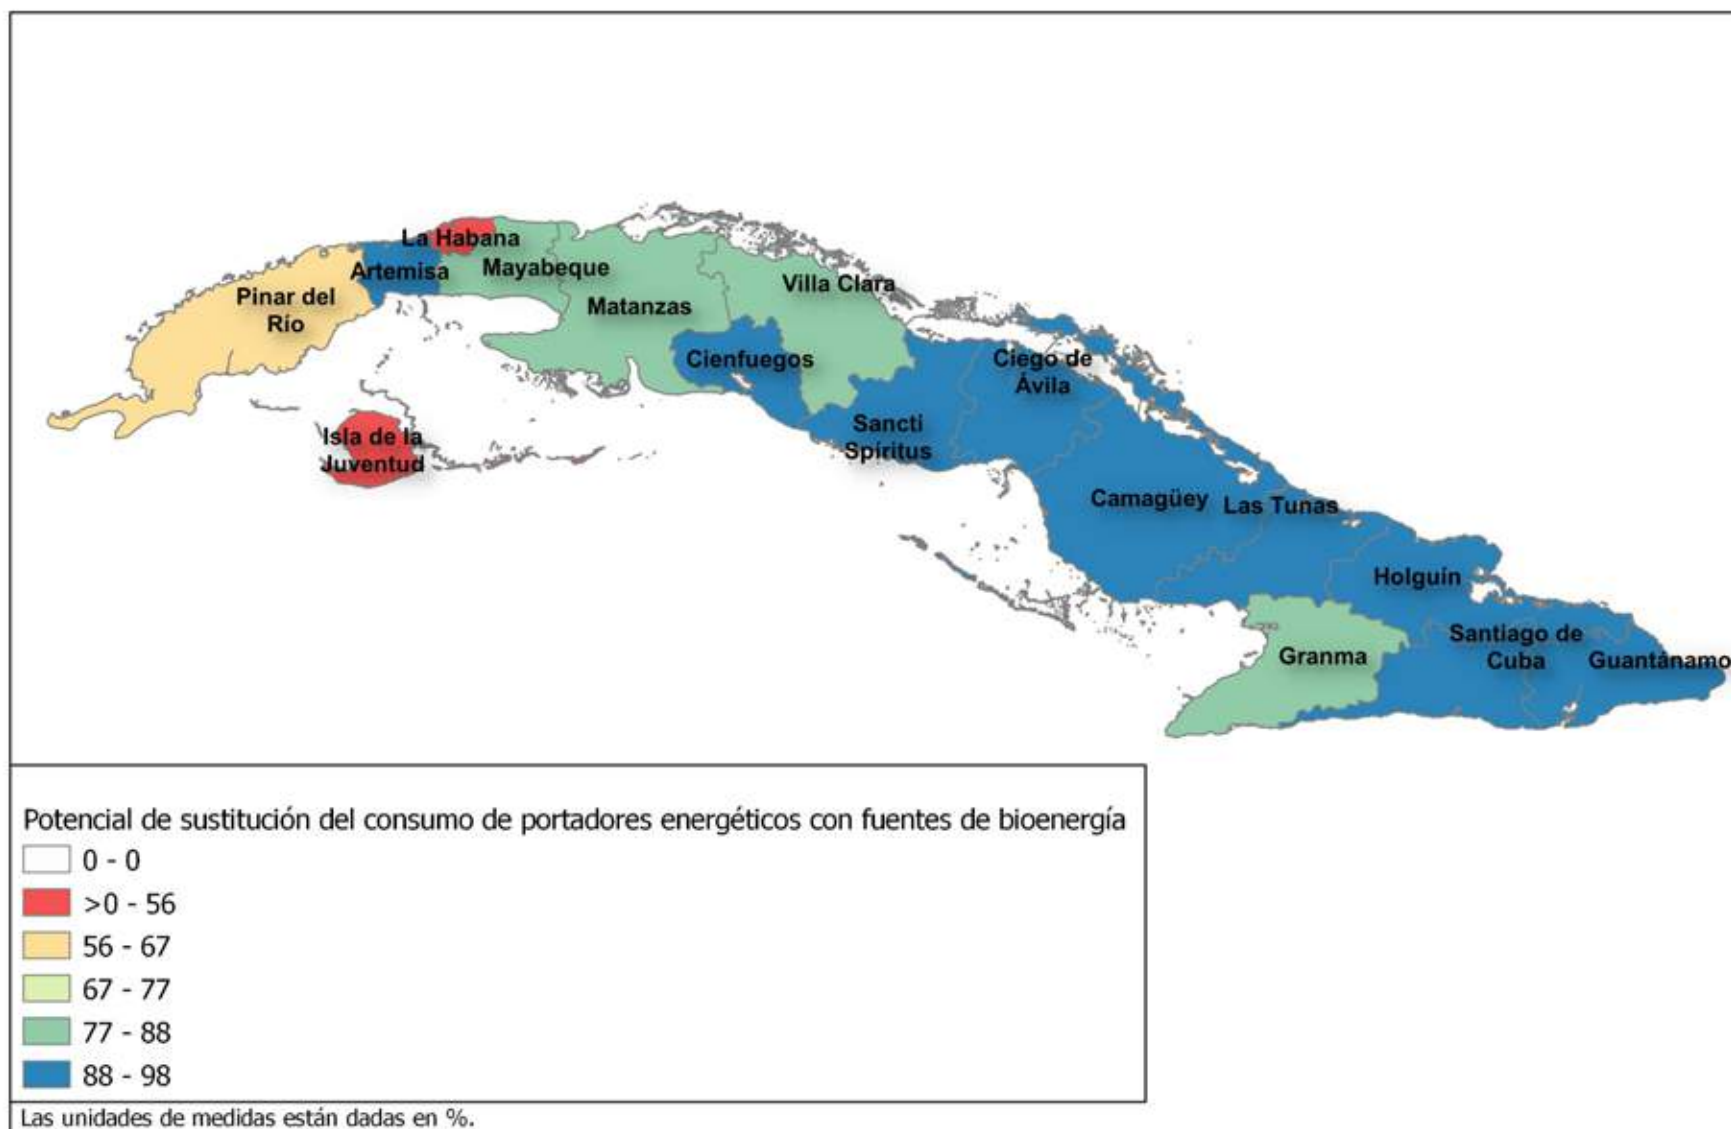 La Habana
Artemisa
Mayabeque
Pinar del
Río
Matanzas
Villa Clara
Cienfuegos
Ciego de
Ávila
Isla de la
Juventud
Sancti
Spíritus
Camagüey
Las Tunas
Holguín
Granma
Santiago de
Cuba
Guantánamo
Potencial de sustitución del consumo de portadores energéticos con fuentes de bioenergía
0 - 0
>0 - 56
56 - 67
67 - 77
77 - 88
88 - 98
Las unidades de medidas están dadas en %.